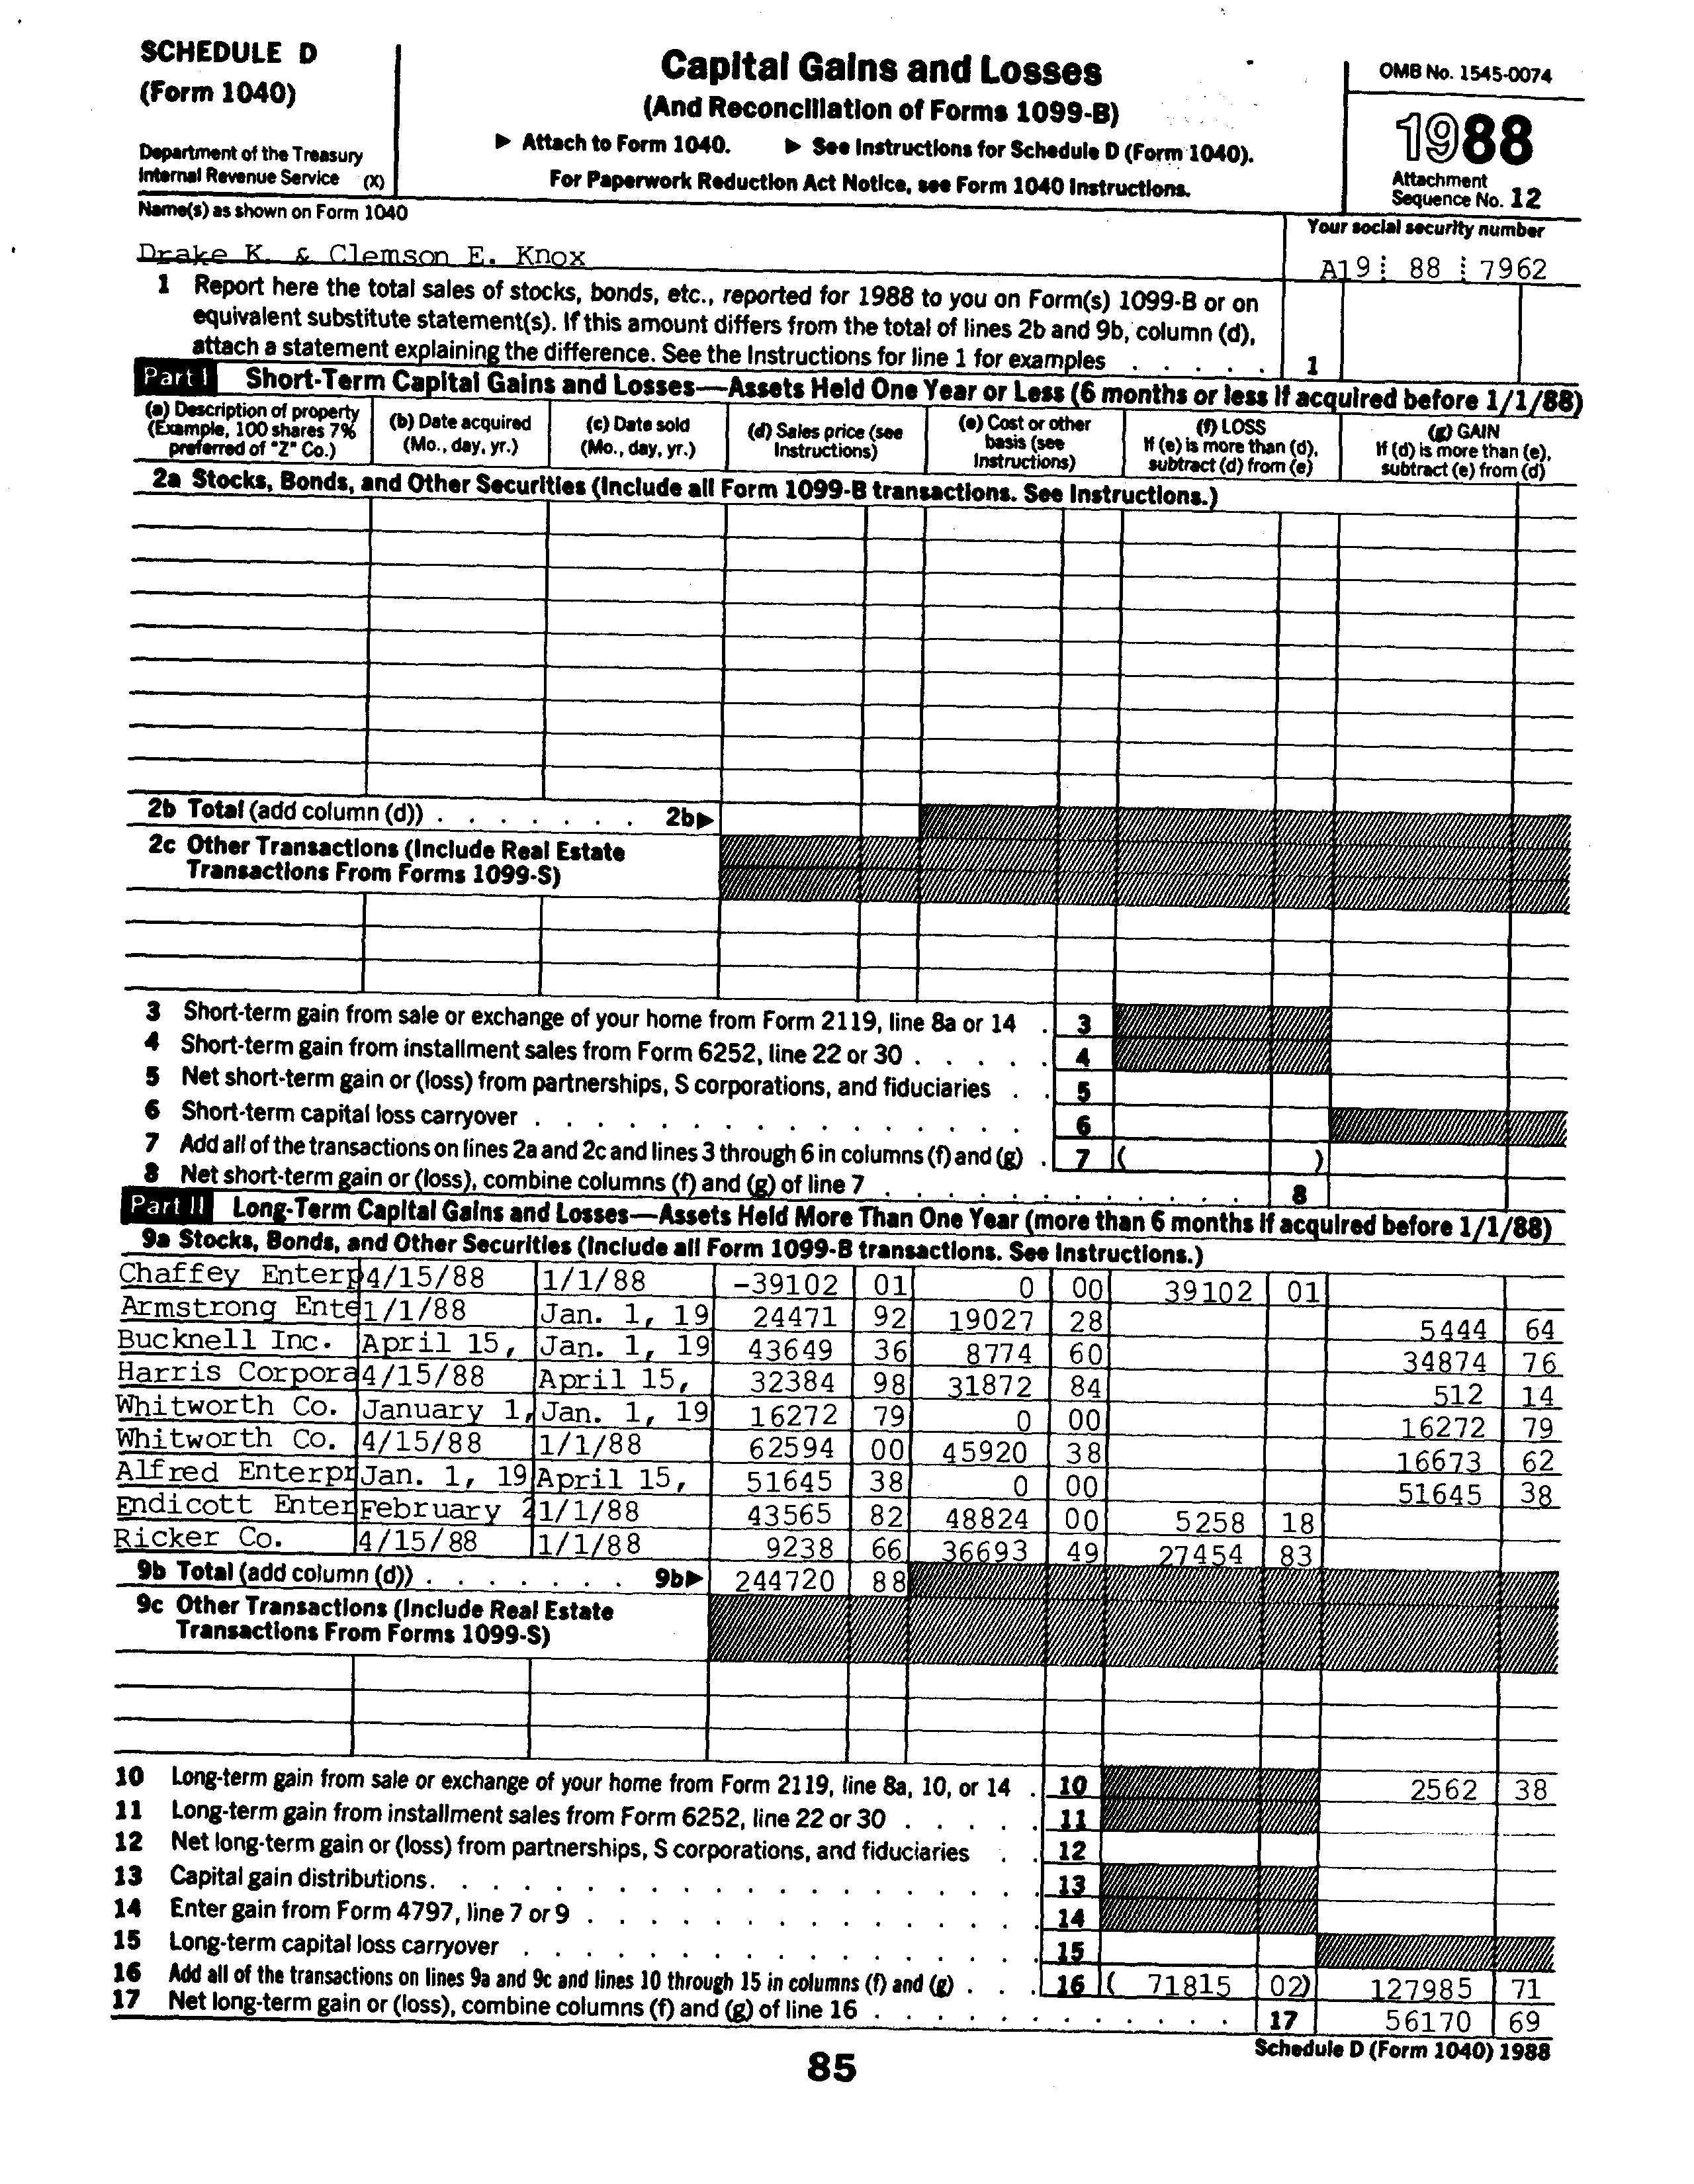 SCHEDULE D
(Form 1040)
Department of the Treasury
Internal Revenue Service (X)
Capital Gains and Losses
(And Reconciliation of Forms 1099-B)
▶ Attach to Form 1040. ▶ See Instructions for Schedule D (Form 1040).
For Paperwork Reduction Act Notice, see Form 1040 Instructions.
OMB No. 1545-0074
1988
Attachment
Sequence No. 12
Name(s) as shown on Form 1040
Your social security number
Drake K. & Clemson E. Knox
A19 88 7962
1 Report here the total sales of stocks, bonds, etc., reported for 1988 to you on Form(s) 1099-B or on
equivalent substitute statement(s). If this amount differs from the total of lines 2b and 9b, column (d),
attach a statement explaining the difference. See the Instructions for line 1 for examples . . . . . 1
Part I Short-Term Capital Gains and Losses—Assets Held One Year or Less (6 months or less if acquired before 1/1/88)
(a) Description of property
(Example, 100 shares 7%
preferred of "Z" Co.)
(b) Date acquired
(Mo., day, yr.)
(c) Date sold
(Mo., day, yr.)
(d) Sales price (see
Instructions)
(e) Cost or other
basis (see
Instructions)
(f) LOSS
If (e) is more than (d),
subtract (d) from (e)
(g) GAIN
If (d) is more than (e),
subtract (e) from (d)
2a Stocks, Bonds, and Other Securities (Include all Form 1099-B transactions. See Instructions.)
2b Total (add column (d)) . . . . . . . 2b▶
2c Other Transactions (Include Real Estate
Transactions From Forms 1099-S)
3 Short-term gain from sale or exchange of your home from Form 2119, line 8a or 14 . 3
4 Short-term gain from installment sales from Form 6252, line 22 or 30 . . . . . 4
5 Net short-term gain or (loss) from partnerships, S corporations, and fiduciaries . . 5
6 Short-term capital loss carryover . . . . . . . . . . . . . . . . . 6
7 Add all of the transactions on lines 2a and 2c and lines 3 through 6 in columns (f) and (g) . 7 ( )
8 Net short-term gain or (loss), combine columns (f) and (g) of line 7 . . . . . . . . . . . . 8
Part II Long-Term Capital Gains and Losses—Assets Held More Than One Year (more than 6 months if acquired before 1/1/88)
9a Stocks, Bonds, and Other Securities (Include all Form 1099-B transactions. See Instructions.)
Chaffey Enterp 4/15/88 1/1/88 -39102 01 0 00 39102 01
Armstrong Ente 1/1/88 Jan. 1, 19 24471 92 19027 28 5444 64
Bucknell Inc. April 15, Jan. 1, 19 43649 36 8774 60 34874 76
Harris Corpora 4/15/88 April 15, 32384 98 31872 84 512 14
Whitworth Co. January 1, Jan. 1, 19 16272 79 0 00 16272 79
Whitworth Co. 4/15/88 1/1/88 62594 00 45920 38 16673 62
Alfred Enterpr Jan. 1, 19 April 15, 51645 38 0 00 51645 38
Endicott Enter February 2 1/1/88 43565 82 48824 00 5258 18
Ricker Co. 4/15/88 1/1/88 9238 66 36693 49 27454 83
9b Total (add column (d)) . . . . . . . 9b▶ 244720 88
9c Other Transactions (Include Real Estate
Transactions From Forms 1099-S)
10 Long-term gain from sale or exchange of your home from Form 2119, line 8a, 10, or 14 . 10 2562 38
11 Long-term gain from installment sales from Form 6252, line 22 or 30 . . . . . 11
12 Net long-term gain or (loss) from partnerships, S corporations, and fiduciaries . . 12
13 Capital gain distributions. . . . . . . . . . . . . . . . . . . 13
14 Enter gain from Form 4797, line 7 or 9 . . . . . . . . . . . . . . 14
15 Long-term capital loss carryover . . . . . . . . . . . . . . . . . 15
16 Add all of the transactions on lines 9a and 9c and lines 10 through 15 in columns (f) and (g) . . . 16 ( 71815 02) 127985 71
17 Net long-term gain or (loss), combine columns (f) and (g) of line 16 . . . . . . . . . . . . 17 56170 69
Schedule D (Form 1040) 1988
85